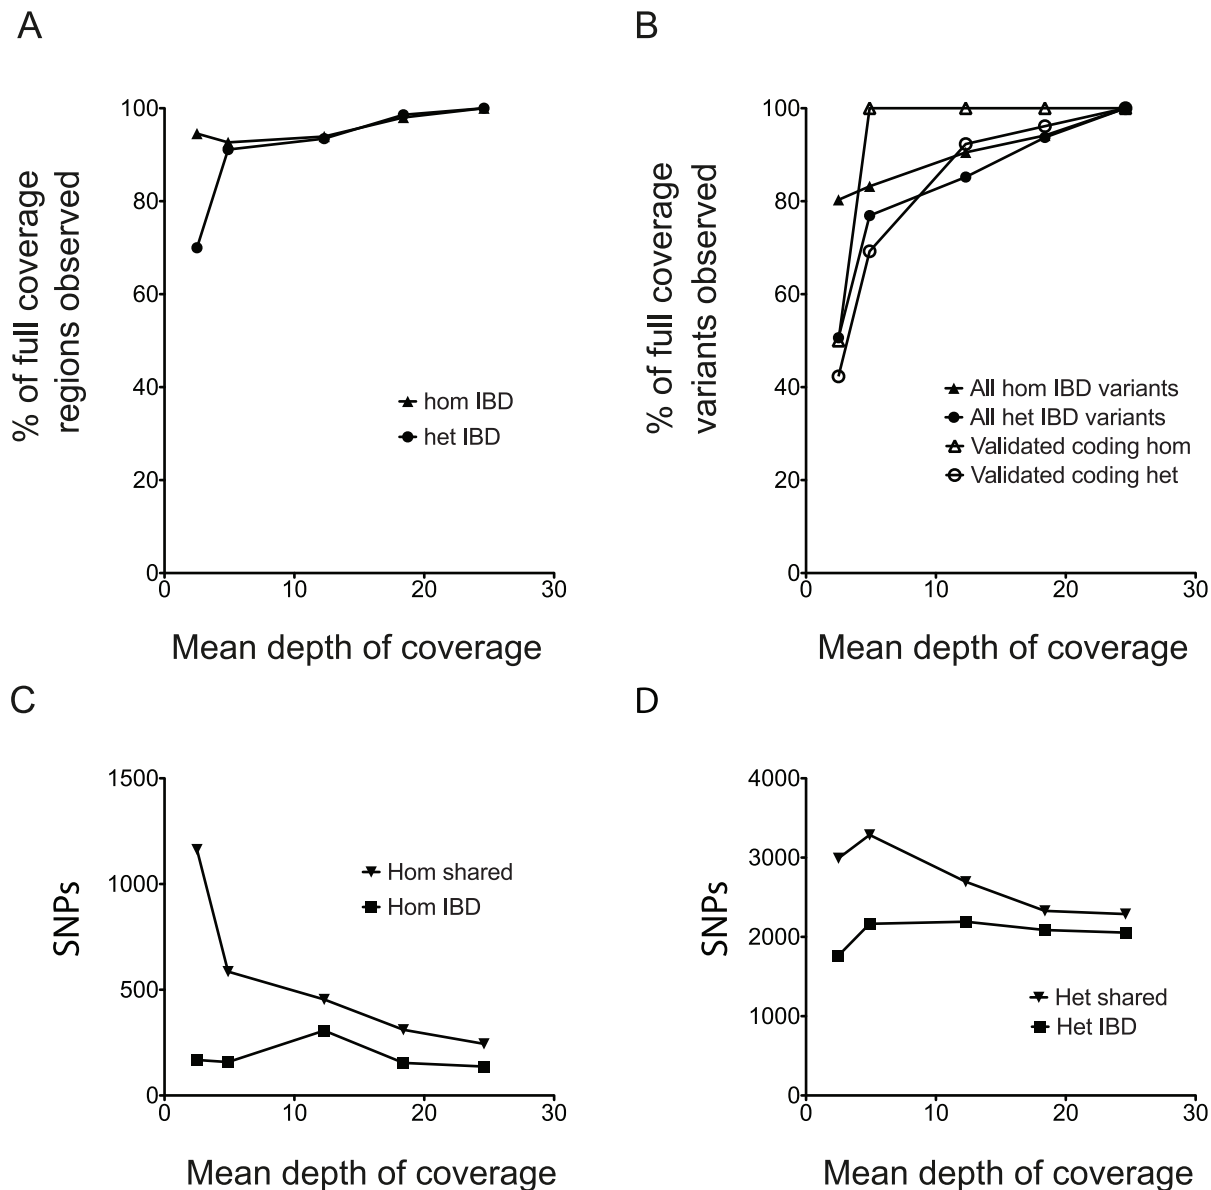 A
% of full coverage
regions observed
100
80
60
40
20
0
0 10 20 30
hom IBD
het IBD
Mean depth of coverage
B
% of full coverage
variants observed
100
80
60
40
20
0
0 10 20 30
All hom IBD variants
All het IBD variants
Validated coding hom
Validated coding het
Mean depth of coverage
C
SNPs
1500
1000
500
0
0 10 20 30
Hom shared
Hom IBD
Mean depth of coverage
D
SNPs
4000
3000
2000
1000
0
0 10 20 30
Het shared
Het IBD
Mean depth of coverage